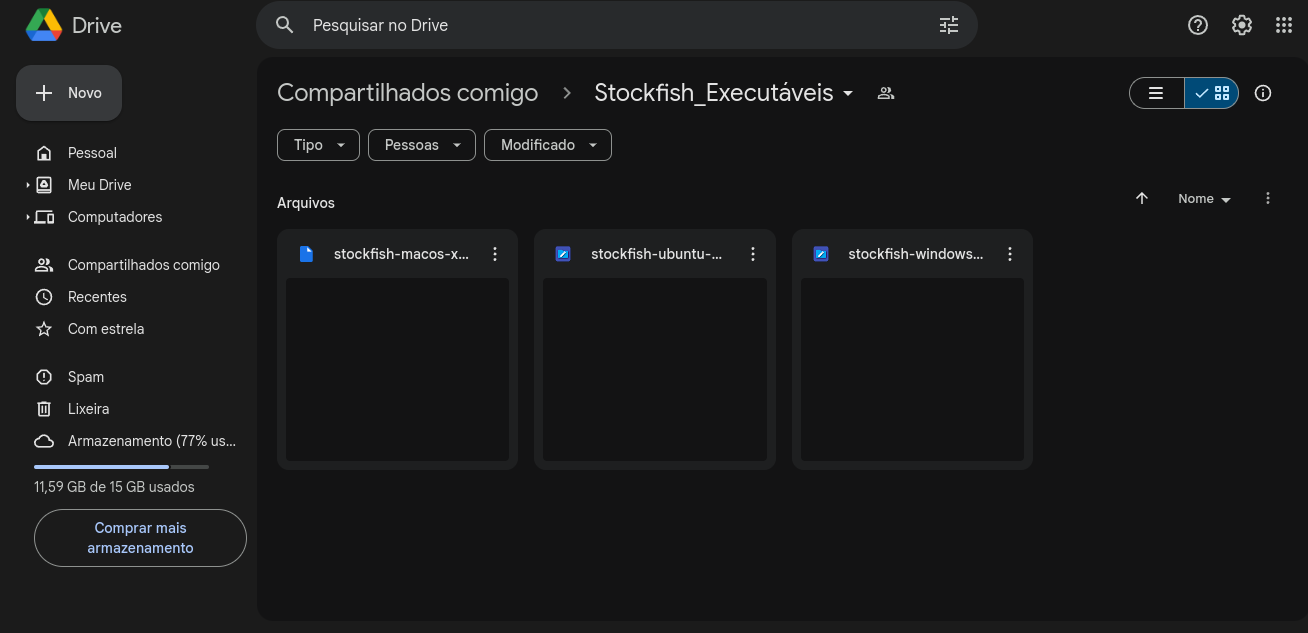 Drive
Pesquisar no Drive
Novo
Pessoal
Meu Drive
Computadores
Compartilhados comigo
Recentes
Com estrela
Spam
Lixeira
Armazenamento (77% us...
11,59 GB de 15 GB usados
Comprar mais
armazenamento
Compartilhados comigo
Stockfish_Executáveis
Tipo
Pessoas
Modificado
Arquivos
Nome
stockfish-macos-x...
stockfish-ubuntu-...
stockfish-windows...